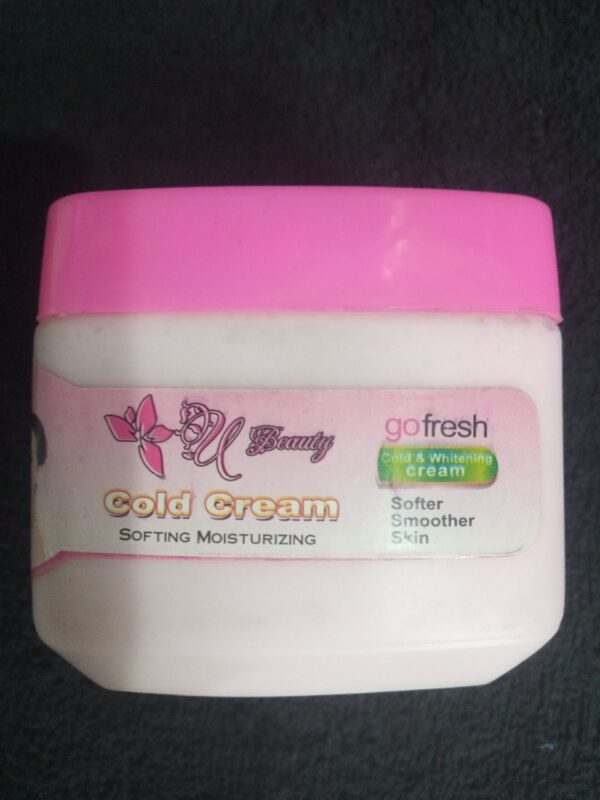 U Beauty
Cold Cream
SOFTING MOISTURIZING
gofresh
Cold & Whitening
cream
Softer
Smoother
Skin